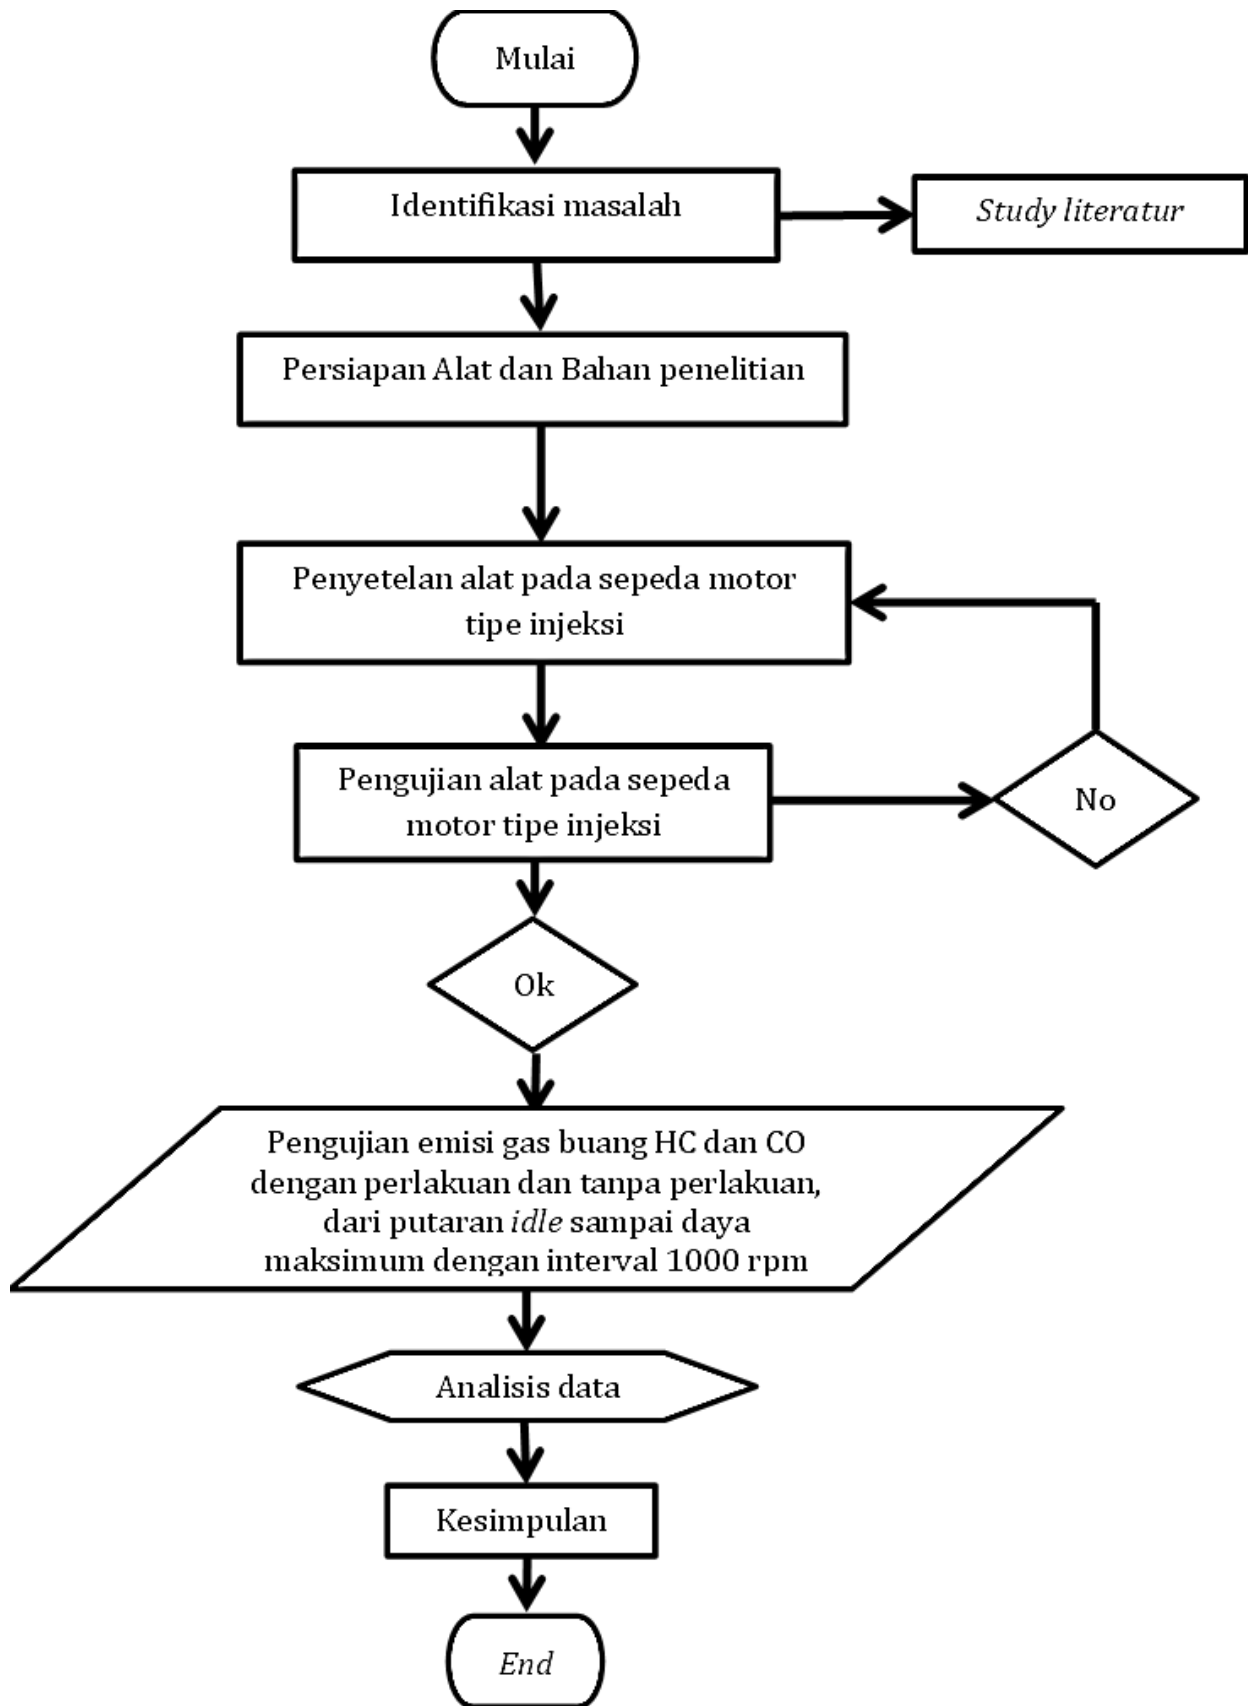 Mulai
Identifikasi masalah
Study literatur
Persiapan Alat dan Bahan penelitian
Penyetelan alat pada sepeda motor
tipe injeksi
Pengujian alat pada sepeda
motor tipe injeksi
No
Ok
Pengujian emisi gas buang HC dan CO
dengan perlakuan dan tanpa perlakuan,
dari putaran idle sampai daya
maksimum dengan interval 1000 rpm
Analisis data
Kesimpulan
End